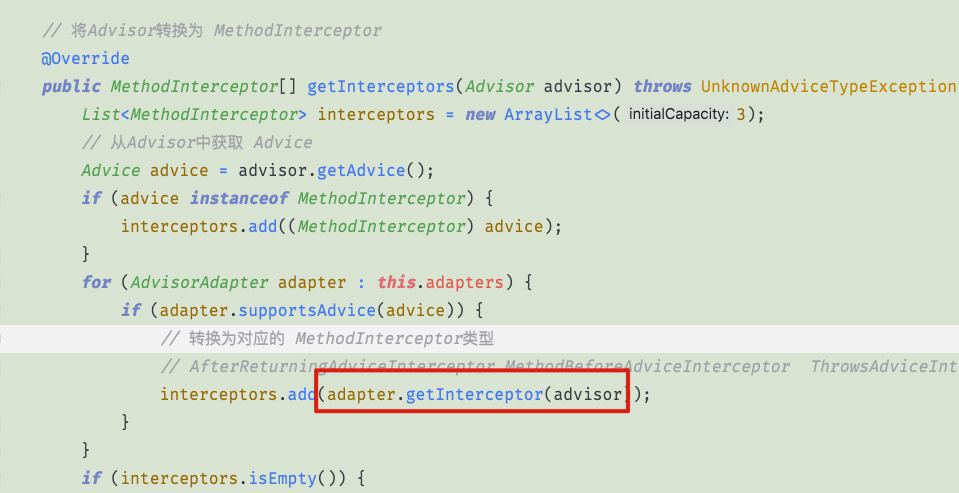 // 将Advisor转换为 MethodInterceptor
@Override
public MethodInterceptor[] getInterceptors(Advisor advisor) throws UnknownAdviceTypeException
List<MethodInterceptor> interceptors = new ArrayList<>( initialCapacity: 3);
// 从Advisor中获取 Advice
Advice advice = advisor.getAdvice();
if (advice instanceof MethodInterceptor) {
interceptors.add((MethodInterceptor) advice);
}
for (AdvisorAdapter adapter : this.adapters) {
if (adapter.supportsAdvice(advice)) {
// 转换为对应的 MethodInterceptor类型
// AfterReturningAdviceInterceptor MethodBeforeAdviceInterceptor ThrowsAdviceInt
interceptors.add(adapter.getInterceptor(advisor));
}
}
if (interceptors.isEmpty()) {